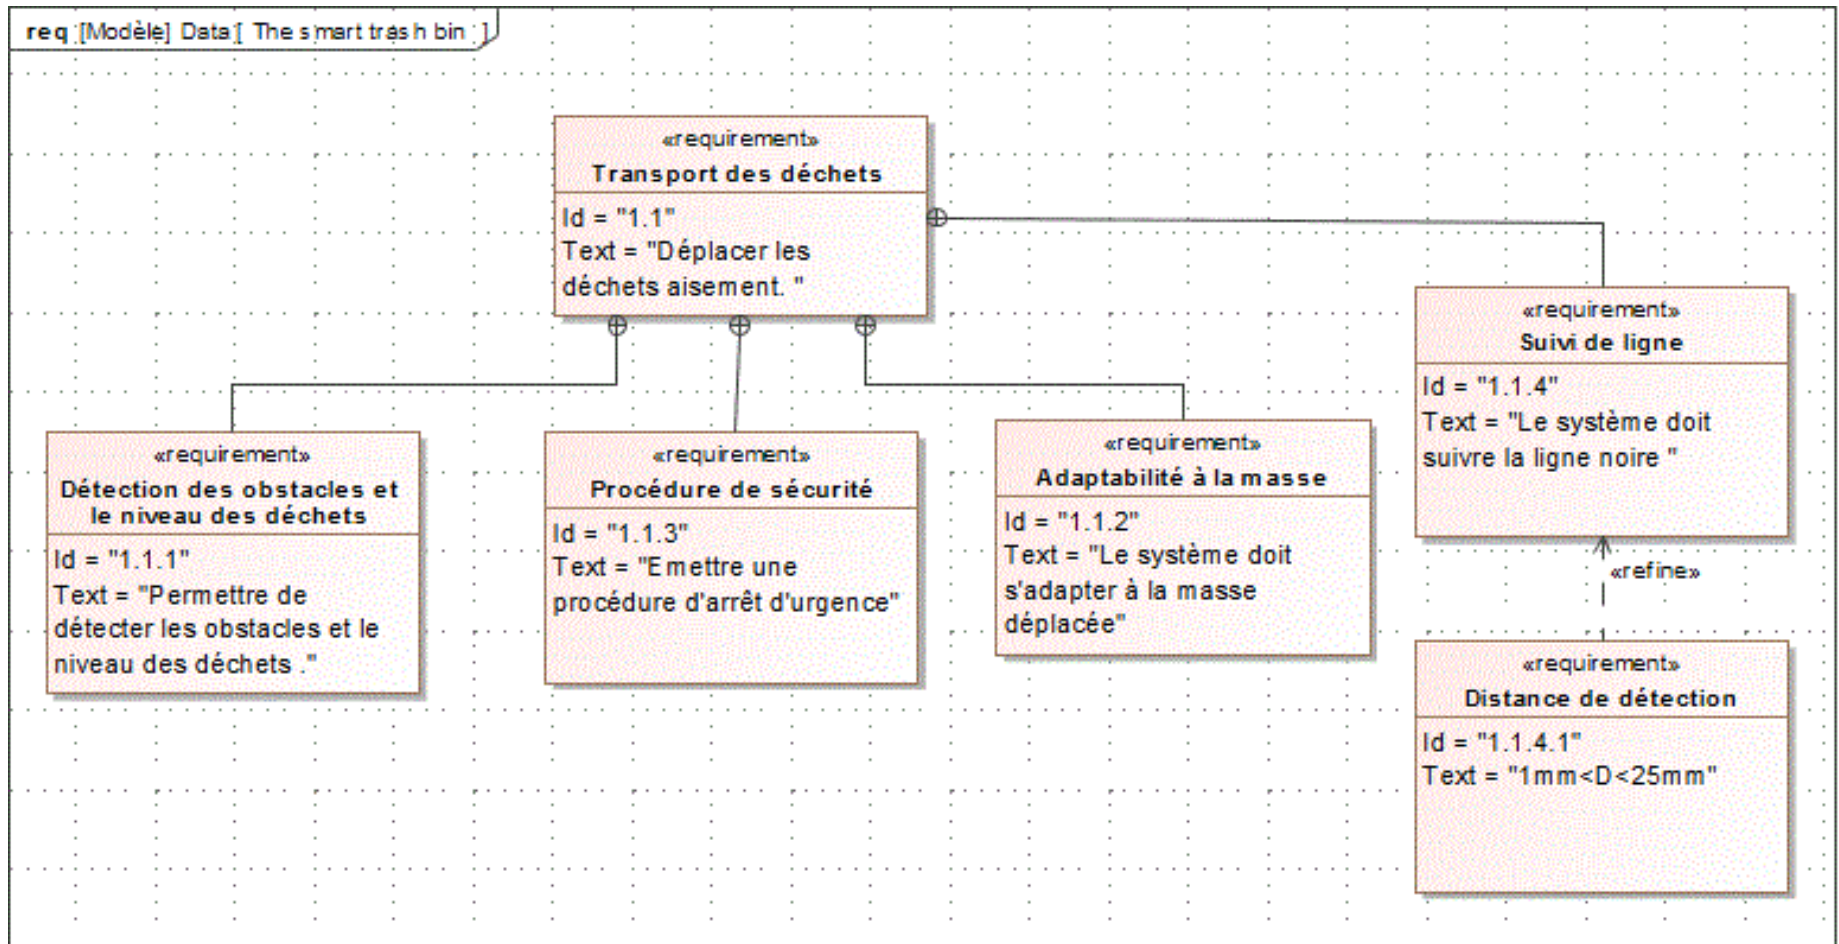 req [Modèle] Data [ The smart trash bin ]
«requirement»
Transport des déchets
Id = "1.1"
Text = "Déplacer les
déchets aisement. "
«requirement»
Suivi de ligne
Id = "1.1.4"
Text = "Le système doit
suivre la ligne noire "
«requirement»
Détection des obstacles et
le niveau des déchets
Id = "1.1.1"
Text = "Permettre de
détecter les obstacles et le
niveau des déchets ."
«requirement»
Procédure de sécurité
Id = "1.1.3"
Text = "Emettre une
procédure d'arrêt d'urgence"
«requirement»
Adaptabilité à la masse
Id = "1.1.2"
Text = "Le système doit
s'adapter à la masse
déplacée"
«refine»
«requirement»
Distance de détection
Id = "1.1.4.1"
Text = "1mm<D<25mm"